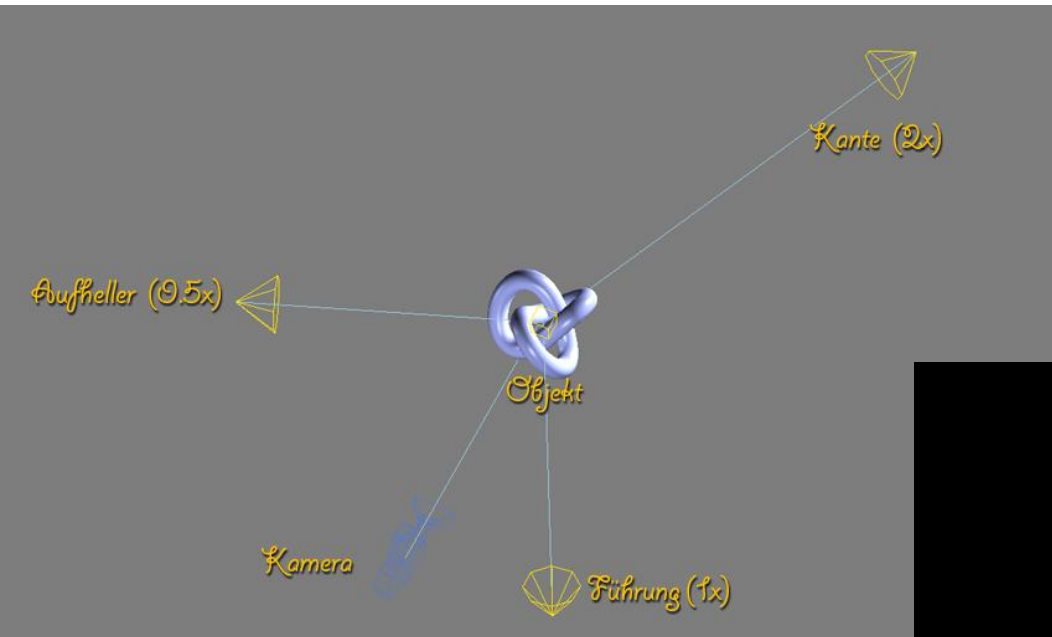 Kante (2x)
Aufheller (0.5x)
Objekt
Kamera
Führung (1x)